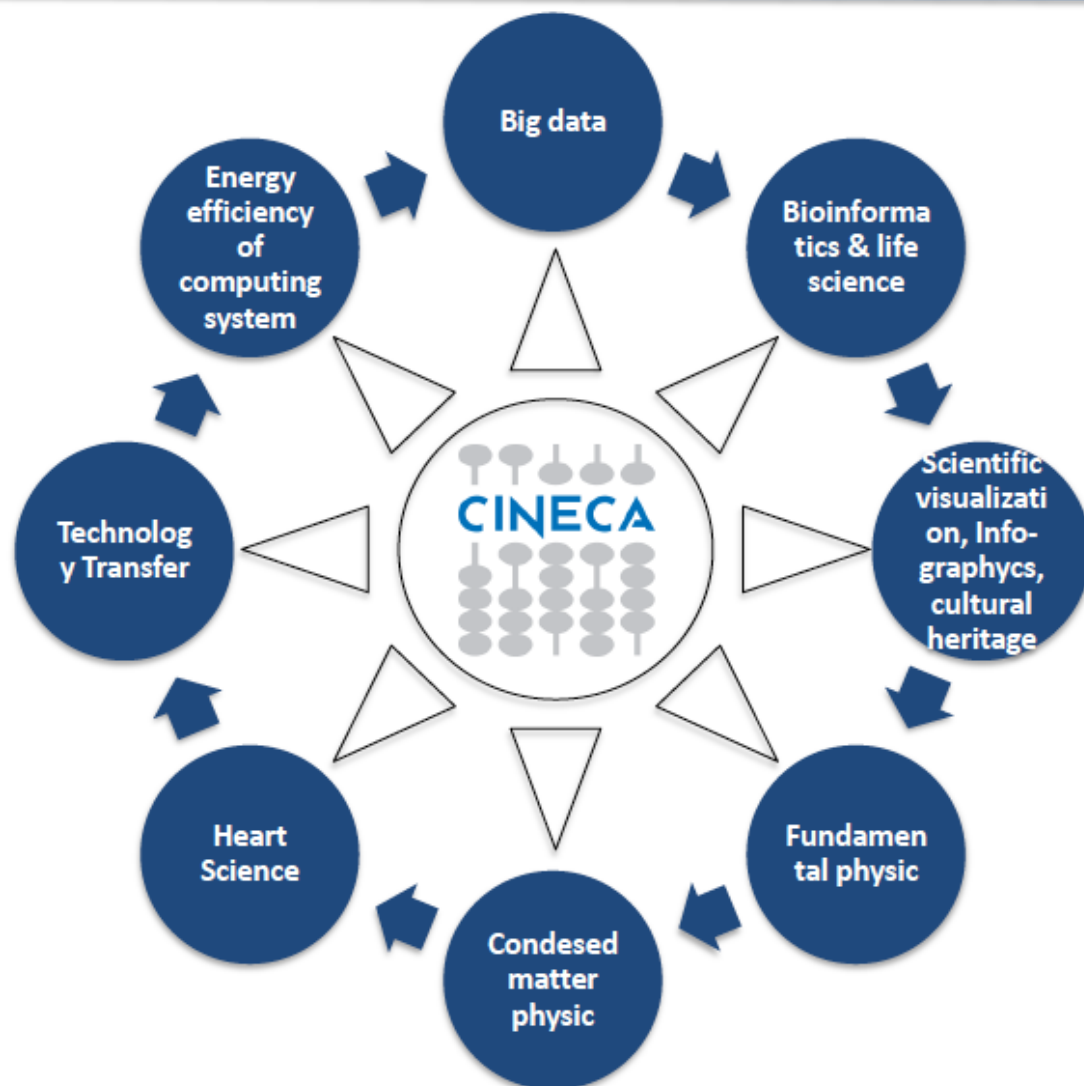 Big data
Bioinforma
tics & life
science
Scientific
visualizati
on, Info-
graphycs,
cultural
heritage
Fundamen
tal physic
Condesed
matter
physic
Heart
Science
Technolog
y Transfer
Energy
efficiency
of
computing
system
CINECA